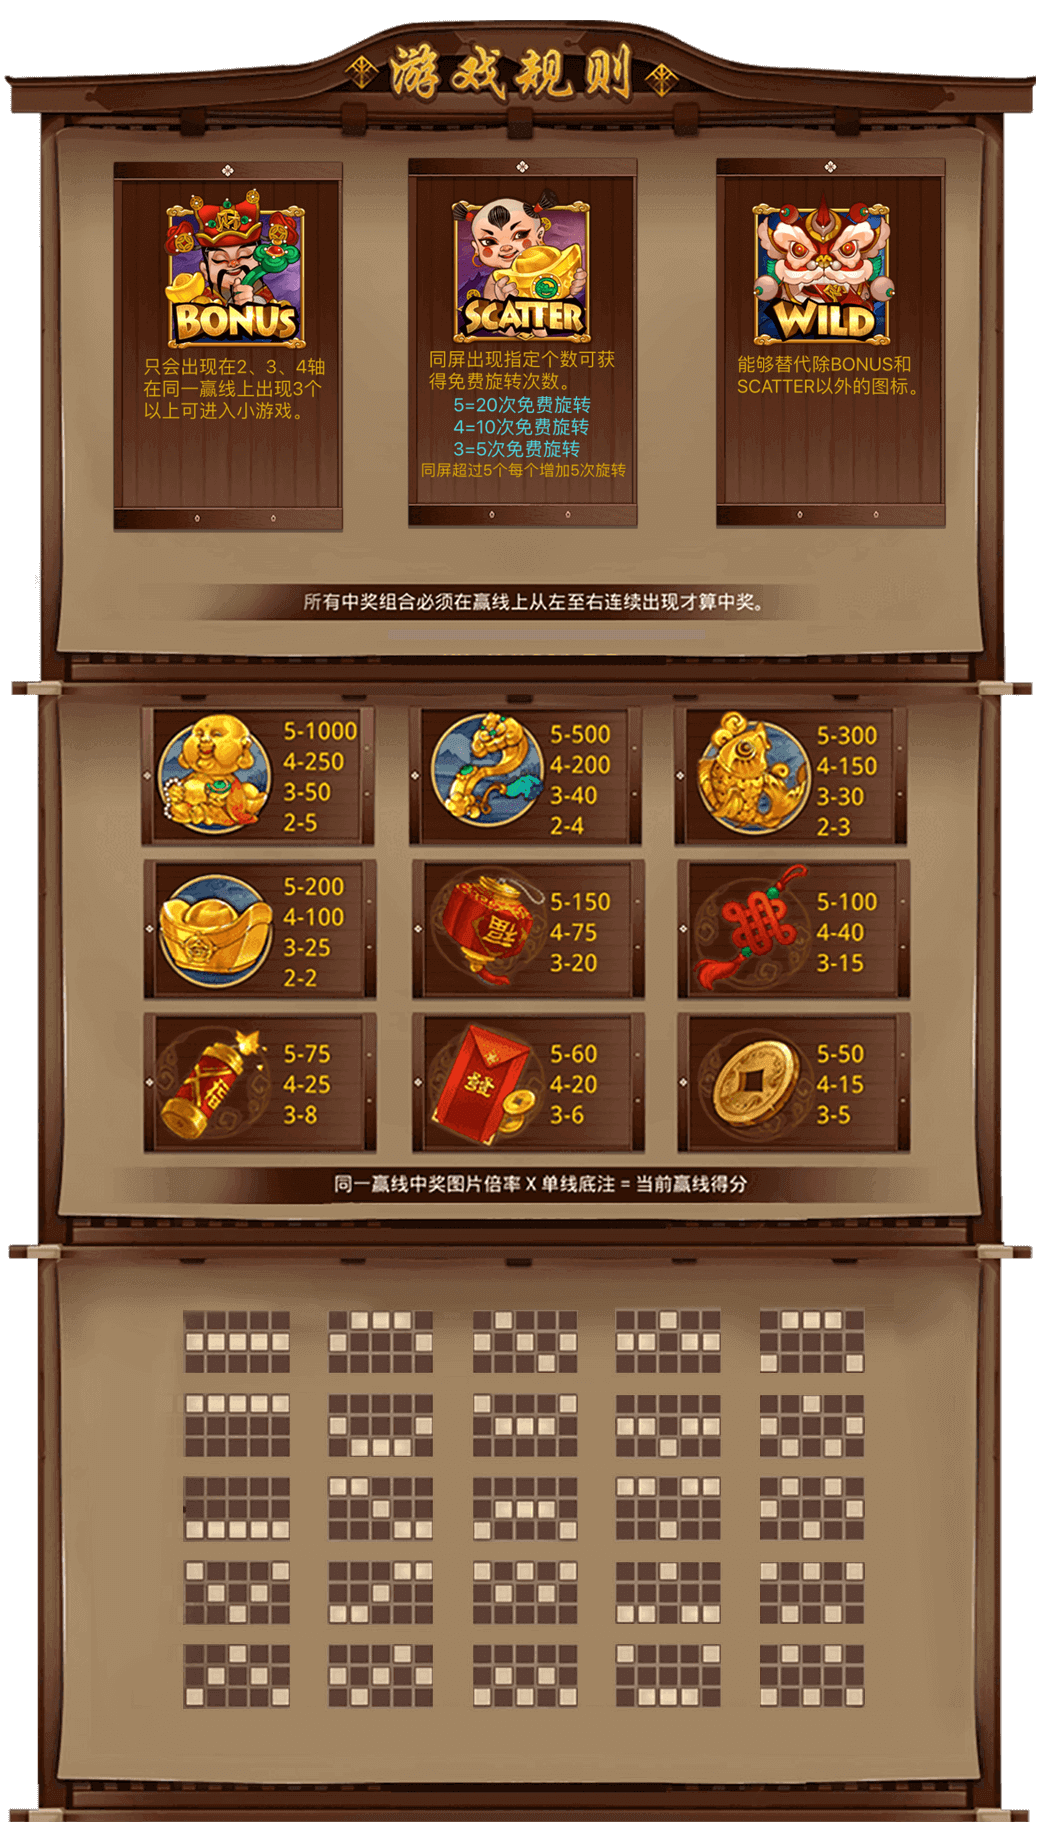 游戏规则
BONUS
只会出现在2、3、4轴
在同一赢线上出现3个
以上可进入小游戏。
SCATTER
同屏出现指定个数可获
得免费旋转次数。
5=20次免费旋转
4=10次免费旋转
3=5次免费旋转
同屏超过5个每个增加5次旋转
WILD
能够替代除BONUS和
SCATTER以外的图标。
所有中奖组合必须在赢线上从左至右连续出现才算中奖。
5-1000
4-250
3-50
2-5
5-500
4-200
3-40
2-4
5-300
4-150
3-30
2-3
5-200
4-100
3-25
2-2
福
5-150
4-75
3-20
5-100
4-40
3-15
福
5-75
4-25
3-8
發
5-60
4-20
3-6
5-50
4-15
3-5
同一赢线中奖图片倍率 X 单线底注 = 当前赢线得分